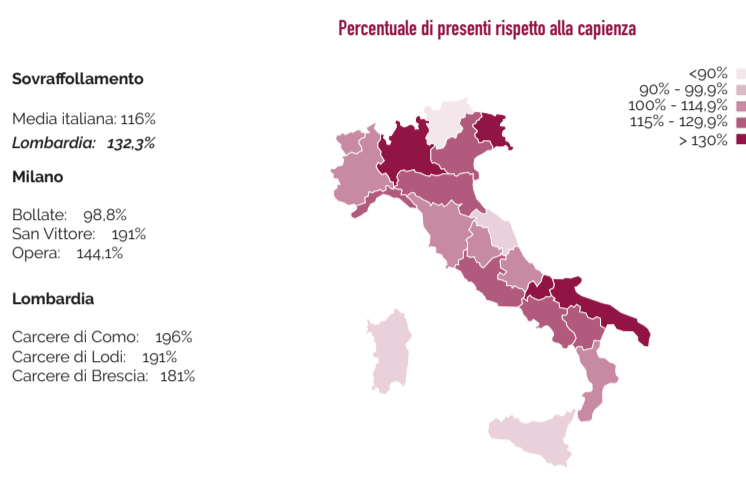 Percentuale di presenti rispetto alla capienza
Sovraffollamento
Media italiana: 116%
Lombardia: 132,3%
Milano
Bollate: 98,8%
San Vittore: 191%
Opera: 144,1%
Lombardia
Carcere di Como: 196%
Carcere di Lodi: 191%
Carcere di Brescia: 181%
<90%
90% - 99,9%
100% - 114,9%
115% - 129,9%
> 130%